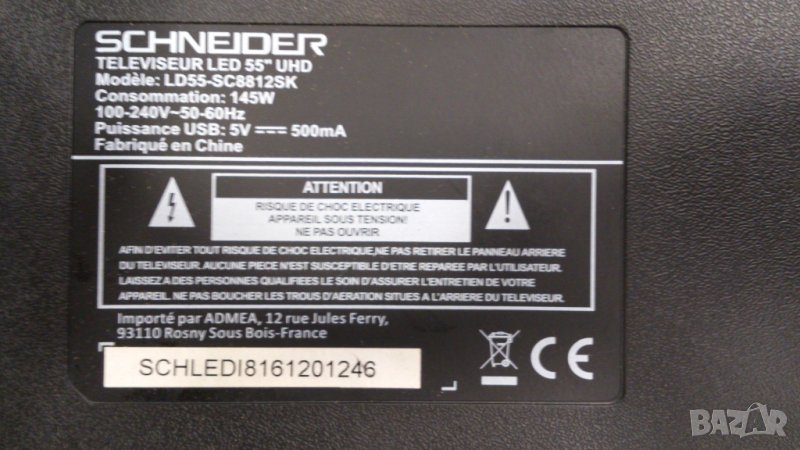 SCHNEIDER
TELEVISEUR LED 55" UHD
Modèle: LD55-SC8812SK
Consommation: 145W
100-240V~50-60Hz
Puissance USB: 5V ⎓ 500mA
Fabriqué en Chine
ATTENTION
RISQUE DE CHOC ELECTRIQUE
APPAREIL SOUS TENSION!
NE PAS OUVRIR
AFIN D'EVITER TOUT RISQUE DE CHOC ELECTRIQUE,NE PAS RETIRER LE PANNEAU ARRIERE
DU TELEVISEUR. AUCUNE PIECE N'EST SUSCEPTIBLE D'ETRE REPAREE PAR L'UTILISATEUR.
LAISSEZ A DES PERSONNES QUALIFIEES LE SOIN D'ASSURER L'ENTRETIEN DE VOTRE
APPAREIL. NE PAS BOUCHER LES TROUS D'AERATION SITUES A L'ARRIERE DU TELEVISEUR.
Importé par ADMEA, 12 rue Jules Ferry,
93110 Rosny Sous Bois-France
SCHLEDI8161201246
CE
BAZAR